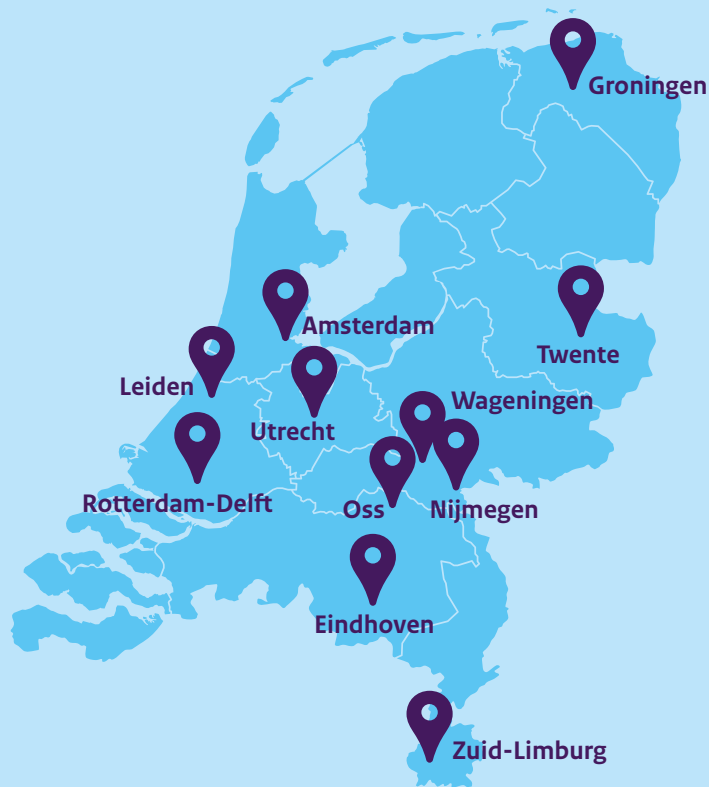 Groningen
Amsterdam
Twente
Leiden
Wageningen
Utrecht
Rotterdam-Delft
Oss
Nijmegen
Eindhoven
Zuid-Limburg